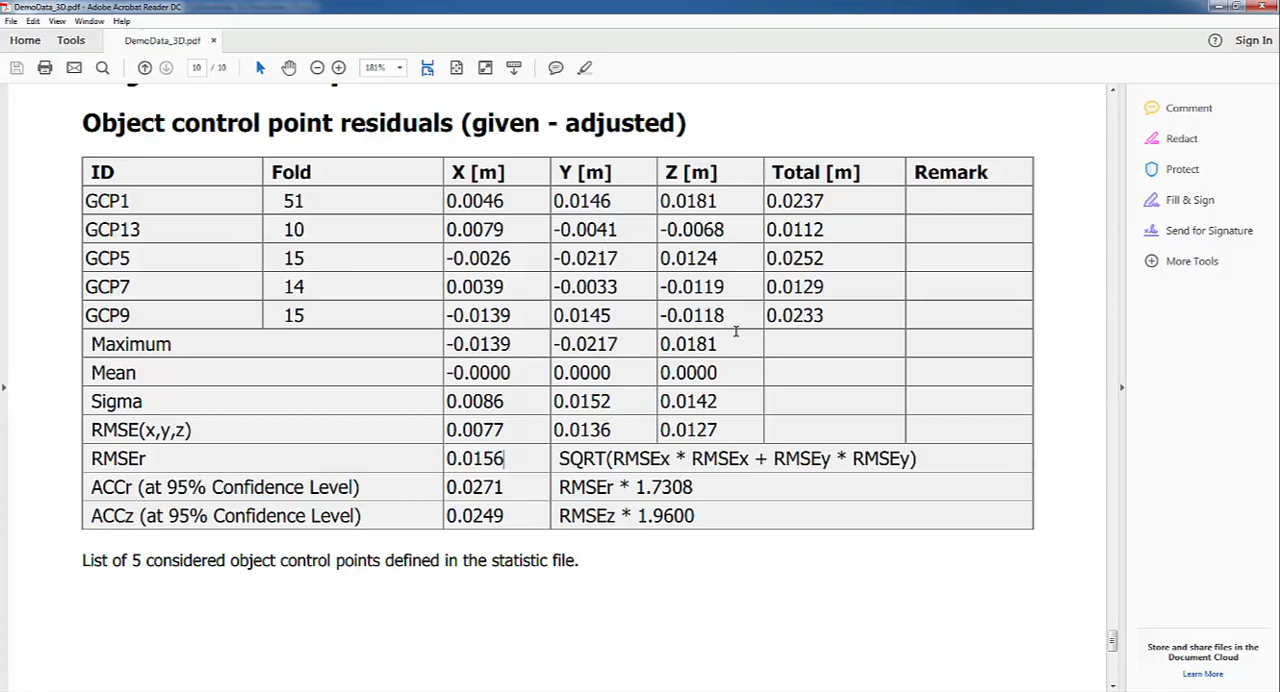 DemoData_3D.pdf - Adobe Acrobat Reader DC
File Edit View Window Help
Home Tools DemoData_3D.pdf × ? Sign In
10 / 10 181%
Object control point residuals (given - adjusted)
ID Fold X [m] Y [m] Z [m] Total [m] Remark
GCP1 51 0.0046 0.0146 0.0181 0.0237
GCP13 10 0.0079 -0.0041 -0.0068 0.0112
GCP5 15 -0.0026 -0.0217 0.0124 0.0252
GCP7 14 0.0039 -0.0033 -0.0119 0.0129
GCP9 15 -0.0139 0.0145 -0.0118 0.0233
Maximum -0.0139 -0.0217 0.0181
Mean -0.0000 0.0000 0.0000
Sigma 0.0086 0.0152 0.0142
RMSE(x,y,z) 0.0077 0.0136 0.0127
RMSEr 0.0156 SQRT(RMSEx * RMSEx + RMSEy * RMSEy)
ACCr (at 95% Confidence Level) 0.0271 RMSEr * 1.7308
ACCz (at 95% Confidence Level) 0.0249 RMSEz * 1.9600
List of 5 considered object control points defined in the statistic file.
Comment
Redact
Protect
Fill & Sign
Send for Signature
More Tools
Store and share files in the
Document Cloud
Learn More